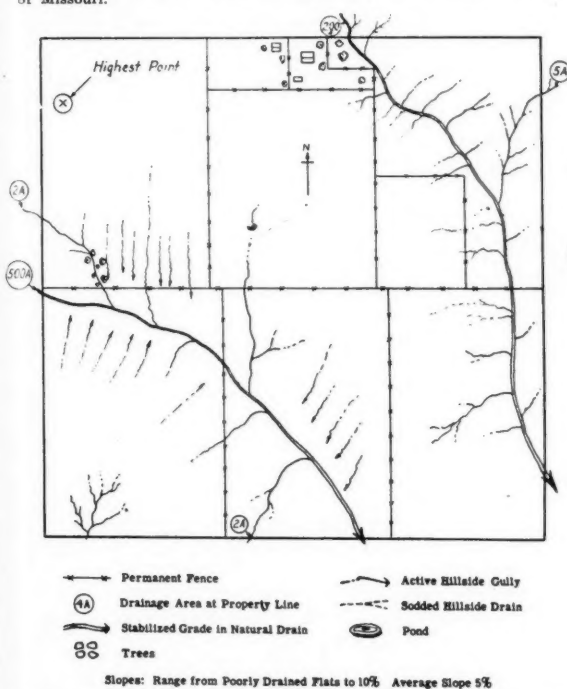 of Missouri.
200
5A
Highest Point
X
N
2A
500A
2A
Permanent Fence
Active Hillside Gully
4A Drainage Area at Property Line
Sodded Hillside Drain
Stabilized Grade in Natural Drain
Pond
Trees
Slopes: Range from Poorly Drained Flats to 10% Average Slope 5%